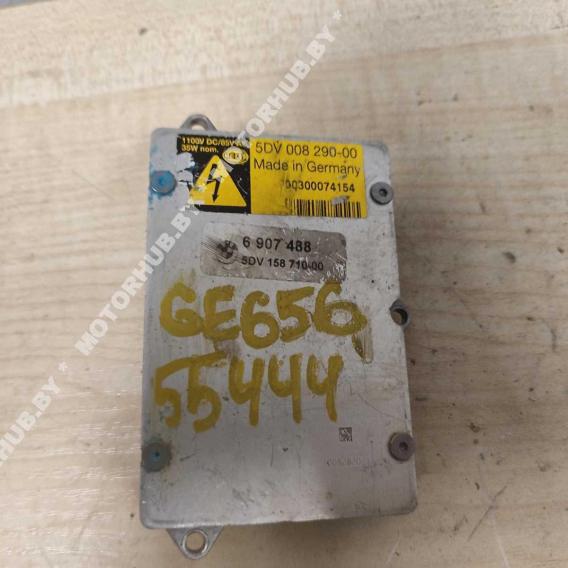 1100V DC/85V
35W nom.
5DV 008 290-00
Made in Germany
00300074154
6 907 488
5DV 158 710-00
GE656
55444
* MOTORHUB.BY * MOTORHUB.BY *